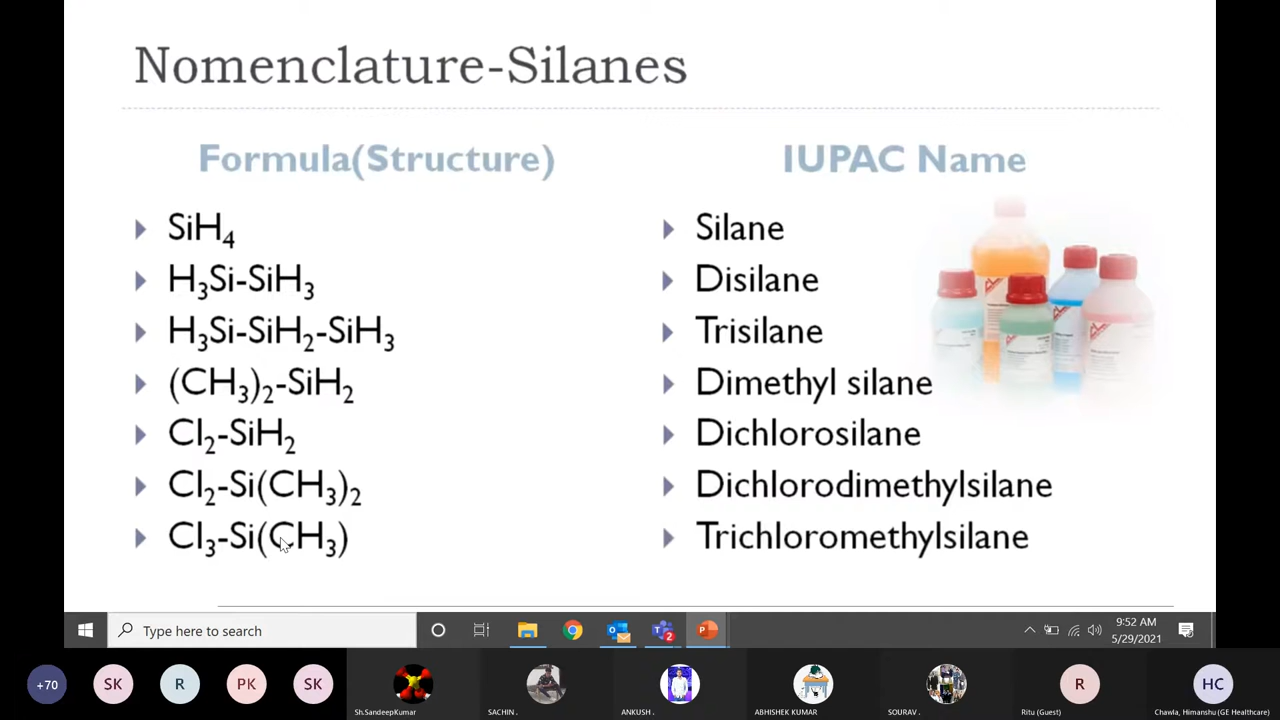 Nomenclature-Silanes
Formula(Structure)
IUPAC Name
SiH₄
Silane
H₃Si-SiH₃
Disilane
H₃Si-SiH₂-SiH₃
Trisilane
(CH₃)₂-SiH₂
Dimethyl silane
Cl₂-SiH₂
Dichlorosilane
Cl₂-Si(CH₃)₂
Dichlorodimethylsilane
Cl₃-Si(CH₃)
Trichloromethylsilane
Type here to search
2
9:52 AM
5/29/2021
+70
SK
R
PK
SK
R
HC
Sh.SandeepKumar
SACHIN .
ANKUSH .
ABHISHEK KUMAR
SOURAV .
Ritu (Guest)
Chawla, Himanshu (GE Healthcare)